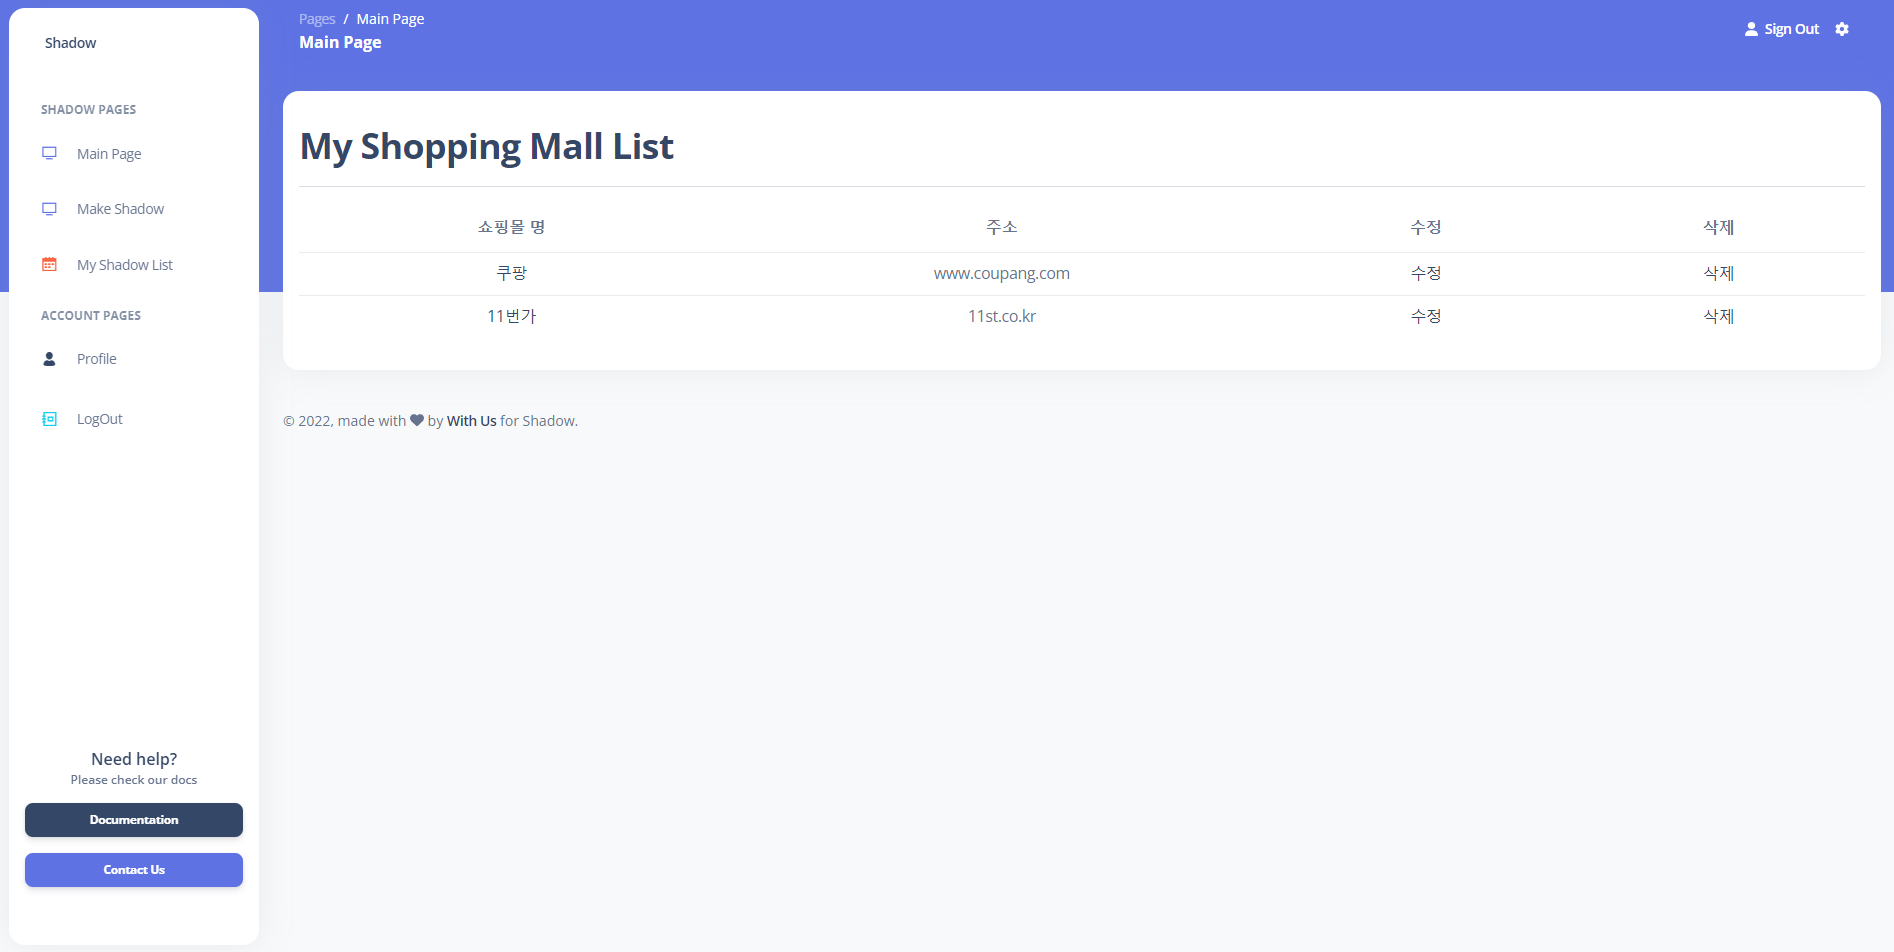 Shadow
SHADOW PAGES
Main Page
Make Shadow
My Shadow List
ACCOUNT PAGES
Profile
LogOut
Need help?
Please check our docs
Documentation
Contact Us
Pages / Main Page
Main Page
Sign Out
My Shopping Mall List
쇼핑몰 명 주소 수정 삭제
쿠팡 www.coupang.com 수정 삭제
11번가 11st.co.kr 수정 삭제
© 2022, made with by With Us for Shadow.